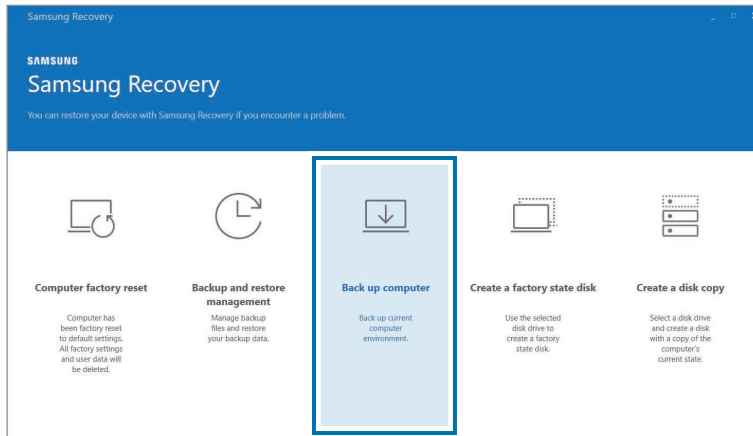 Samsung Recovery
SAMSUNG
Samsung Recovery
You can restore your device with Samsung Recovery if you encounter a problem.
Computer factory reset
Computer has
been factory reset
to default settings.
All factory settings
and user data will
be deleted.
Backup and restore
management
Manage backup
files and restore
your backup data.
Back up computer
Back up current
computer
environment.
Create a factory state disk
Use the selected
disk drive to
create a factory
state disk.
Create a disk copy
Select a disk drive
and create a disk
with a copy of the
computer's
current state.